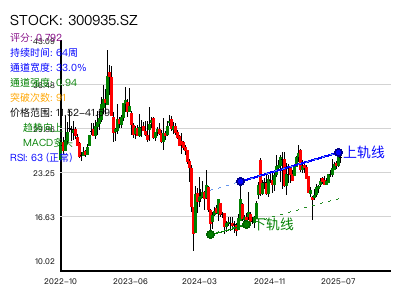 STOCK: 300935.SZ
评分: 0.792
持续时间: 64周
通道宽度: 33.0%
通道强度: 0.94
突破次数:
价格范围: 11.52-41.09
趋势:
MACD:
RSI: 63 (正常)
上轨线
下轨线
23.25
16.63
10.02
2022-10
2023-06
2024-03
2024-11
2025-07